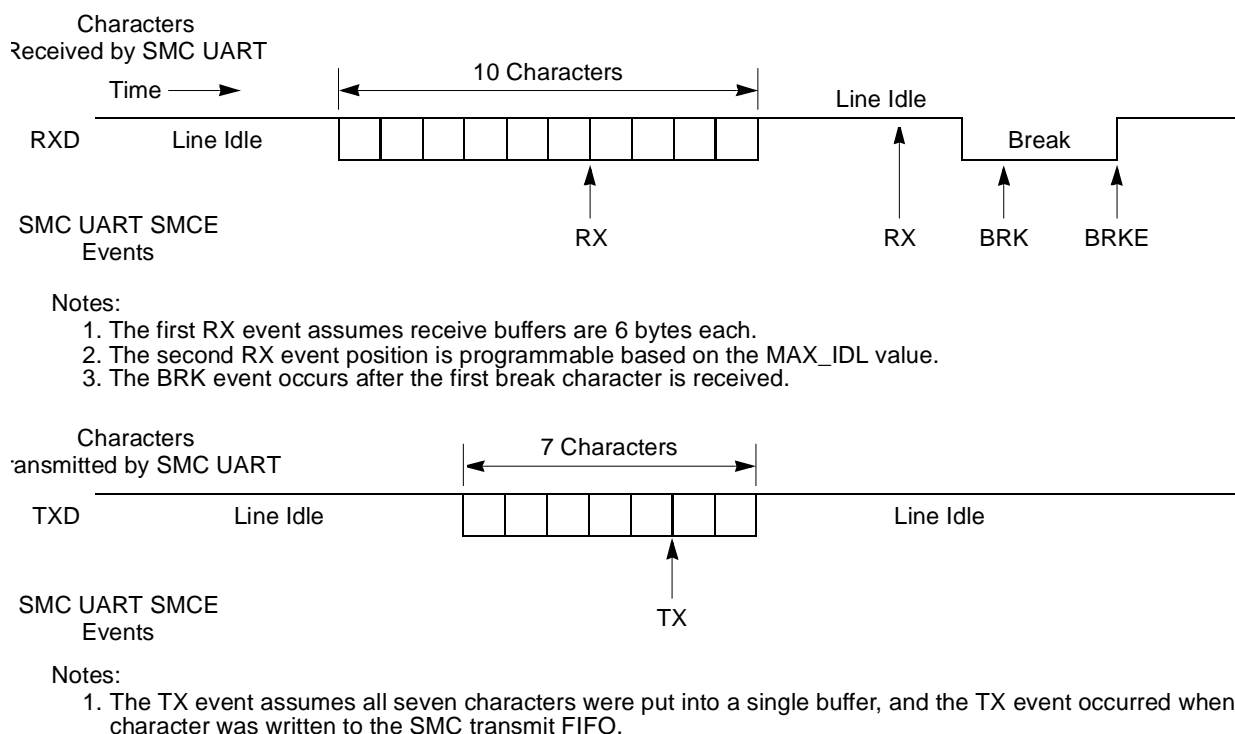 Characters
Received by SMC UART
10 Characters
Time
Line Idle
RXD
Line Idle
Break
SMC UART SMCE
Events
RX
RX
BRK
BRKE
Notes:
1. The first RX event assumes receive buffers are 6 bytes each.
2. The second RX event position is programmable based on the MAX_IDL value.
3. The BRK event occurs after the first break character is received.
Characters
ansmitted by SMC UART
7 Characters
TXD
Line Idle
Line Idle
SMC UART SMCE
Events
TX
Notes:
1. The TX event assumes all seven characters were put into a single buffer, and the TX event occurred when
character was written to the SMC transmit FIFO.